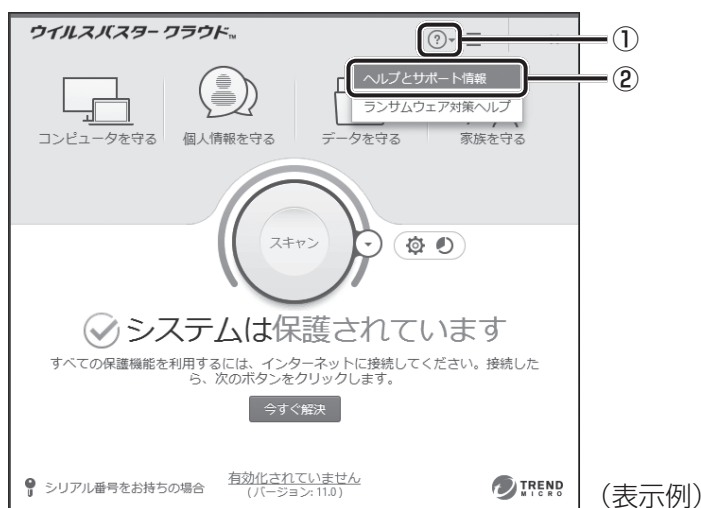 ウイルスバスター クラウド™
①
ヘルプとサポート情報
②
ランサムウェア対策ヘルプ
コンピュータを守る
個人情報を守る
データを守る
家族を守る
スキャン
システムは保護されています
すべての保護機能を利用するには、インターネットに接続してください。接続した
ら、次のボタンをクリックします。
今すぐ解決
シリアル番号をお持ちの場合
有効化されていません
(バージョン: 11.0)
TREND
MICRO
(表示例)